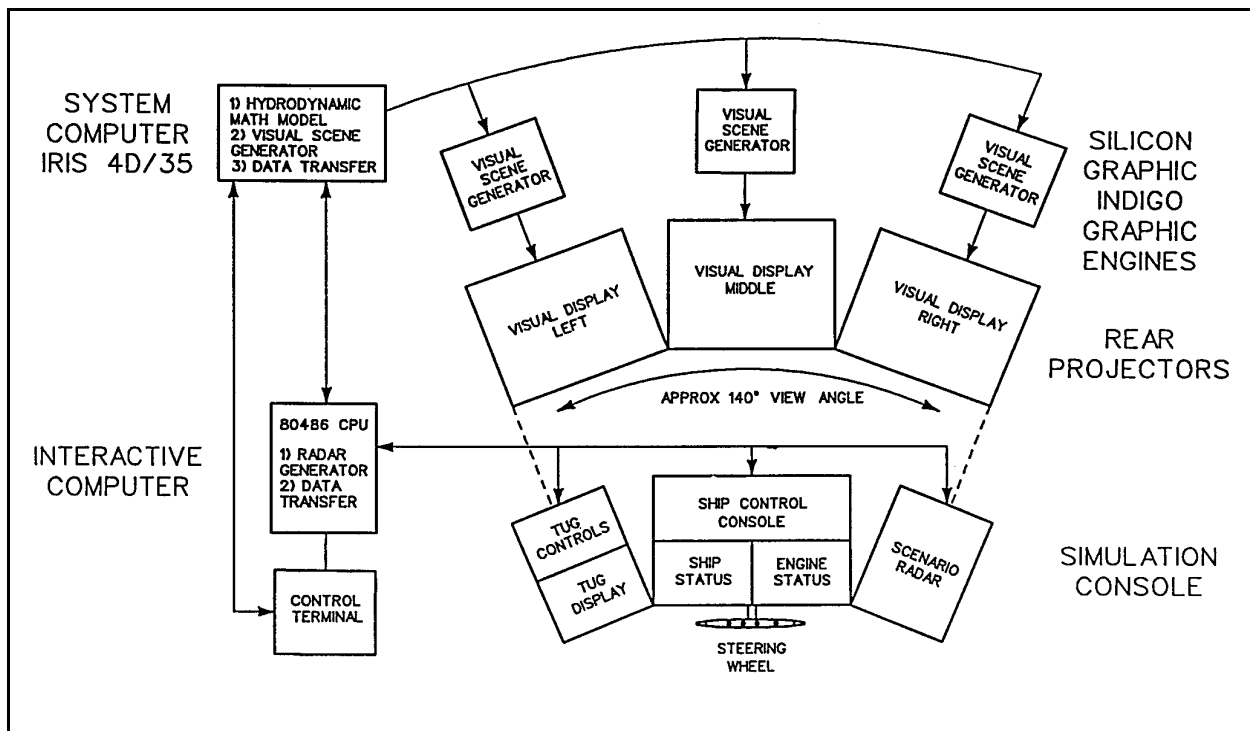 SYSTEM
COMPUTER
IRIS 4D/35
1) HYDRODYNAMIC
MATH MODEL
2) VISUAL SCENE
GENERATOR
3) DATA TRANSFER
VISUAL
SCENE
GENERATOR
VISUAL
SCENE
GENERATOR
VISUAL
SCENE
GENERATOR
SILICON
GRAPHIC
INDIGO
GRAPHIC
ENGINES
VISUAL DISPLAY
LEFT
VISUAL DISPLAY
MIDDLE
VISUAL DISPLAY
RIGHT
REAR
PROJECTORS
APPROX 140° VIEW ANGLE
INTERACTIVE
COMPUTER
80486 CPU
1) RADAR
GENERATOR
2) DATA
TRANSFER
CONTROL
TERMINAL
TUG
CONTROLS
TUG
DISPLAY
SHIP CONTROL
CONSOLE
SHIP
STATUS
ENGINE
STATUS
SCENARIO
RADAR
STEERING
WHEEL
SIMULATION
CONSOLE